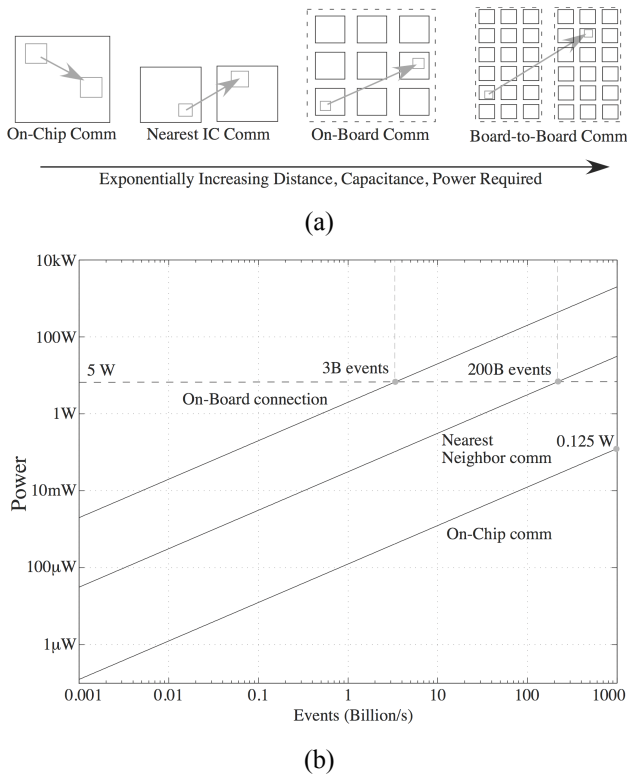 On-Chip Comm
Nearest IC Comm
On-Board Comm
Board-to-Board Comm
Exponentially Increasing Distance, Capacitance, Power Required
(a)
10kW
100W
5 W
3B events
200B events
On-Board connection
1W
Nearest
Neighbor comm
0.125 W
Power
10mW
On-Chip comm
100μW
1μW
0.001
0.01
0.1
1
10
100
1000
Events (Billion/s)
(b)